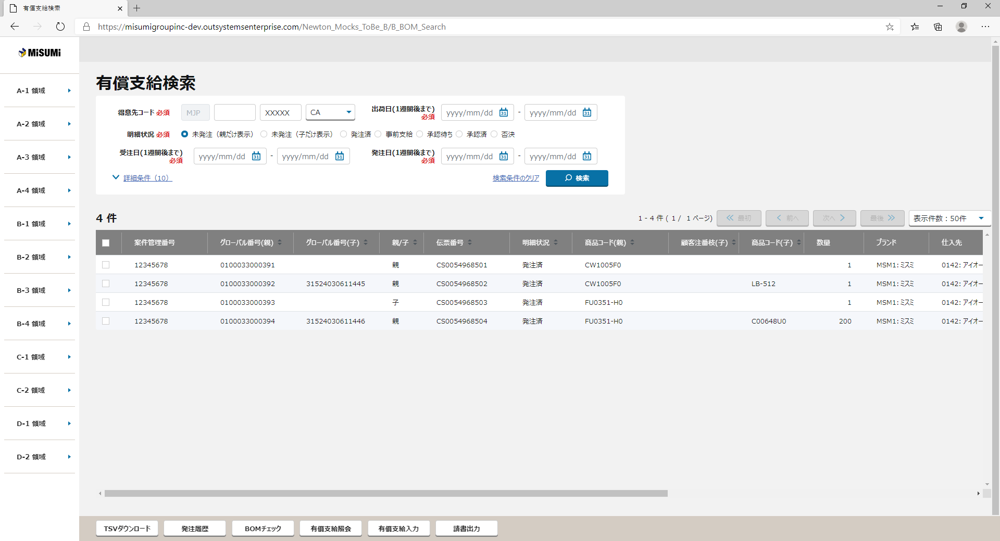 有償支給検索
https://misumigroupinc-dev.outsystemsenterprise.com/Newton_Mocks_ToBe_B/B_BOM_Search
MiSUMi
A-1 領域
A-2 領域
A-3 領域
A-4 領域
B-1 領域
B-2 領域
B-3 領域
B-4 領域
C-1 領域
C-2 領域
D-1 領域
D-2 領域
有償支給検索
得意先コード 必須 MJP XXXXX CA 出荷日(1週間後まで) 必須 yyyy/mm/dd 31 - yyyy/mm/dd 31
明細状況 必須 未発注（親だけ表示） 未発注（子だけ表示） 発注済 事前支給 承認待ち 承認済 否決
受注日(1週間後まで) 必須 yyyy/mm/dd 31 - yyyy/mm/dd 31 発注日(1週間後まで) 必須 yyyy/mm/dd 31 - yyyy/mm/dd 31
詳細条件（10） 検索条件のクリア 検索
4 件 1 - 4 件 ( 1 / 1 ページ) 最初 前へ 次へ 最後 表示件数：50件
案件管理番号 グローバル番号(親) グローバル番号(子) 親/子 伝票番号 明細状況 商品コード(親) 顧客注番枝(子) 商品コード(子) 数量 ブランド 仕入先
12345678 0100033000391 親 CS0054968501 発注済 CW1005F0 1 MSM1: ミスミ 0142: アイオー
12345678 0100033000392 31524030611445 親 CS0054968502 発注済 CW1005F0 LB-512 1 MSM1: ミスミ 0142: アイオー
12345678 0100033000393 子 CS0054968503 発注済 FU0351-H0 1 MSM1: ミスミ 0142: アイオー
12345678 0100033000394 31524030611446 親 CS0054968504 発注済 FU0351-H0 C00648U0 200 MSM1: ミスミ 0142: アイオー
TSVダウンロード 発注履歴 BOMチェック 有償支給照会 有償支給入力 請書出力